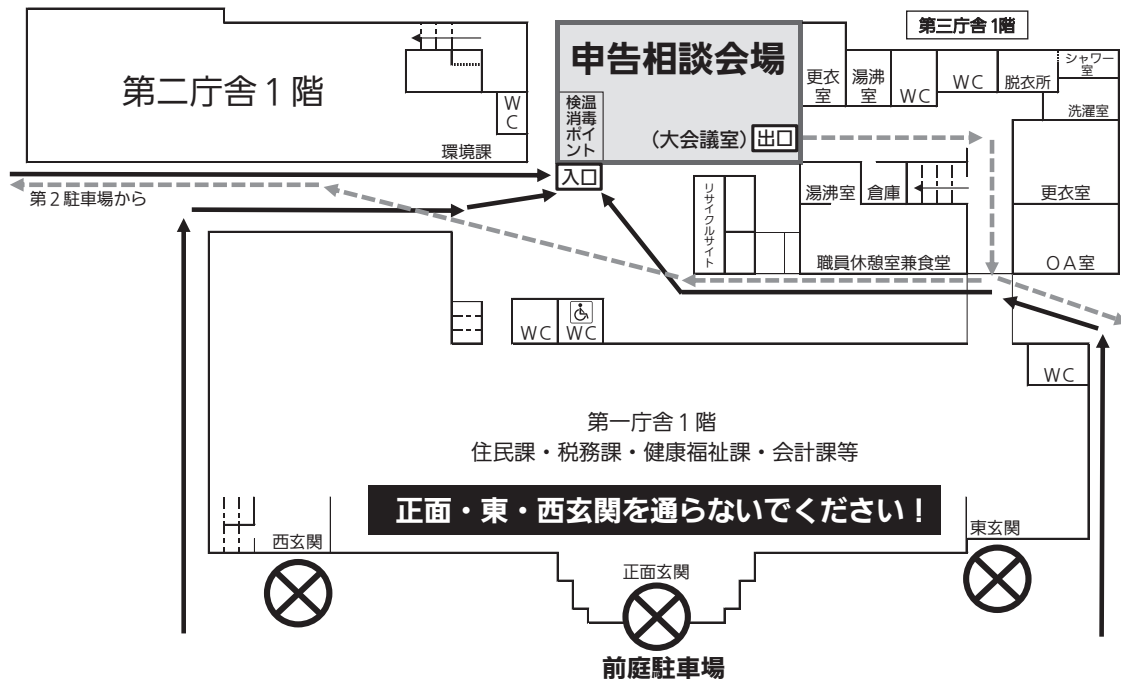 第三庁舎1階
申告相談会場
シャワー室
更衣室
湯沸室
WC
WC
脱衣所
第二庁舎1階
WC
検温消毒ポイント
洗濯室
(大会議室)
出口
環境課
入口
第2駐車場から
リサイクルサイト
湯沸室
倉庫
更衣室
職員休憩室兼食堂
OA室
WC
WC
WC
第一庁舎1階
住民課・税務課・健康福祉課・会計課等
正面・東・西玄関を通らないでください！
西玄関
東玄関
正面玄関
前庭駐車場